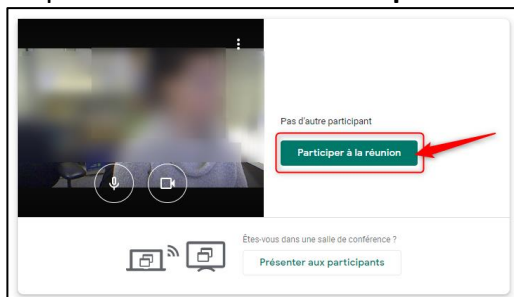 Pas d'autre participant
Participer à la réunion
Êtes-vous dans une salle de conférence ?
Présenter aux participants